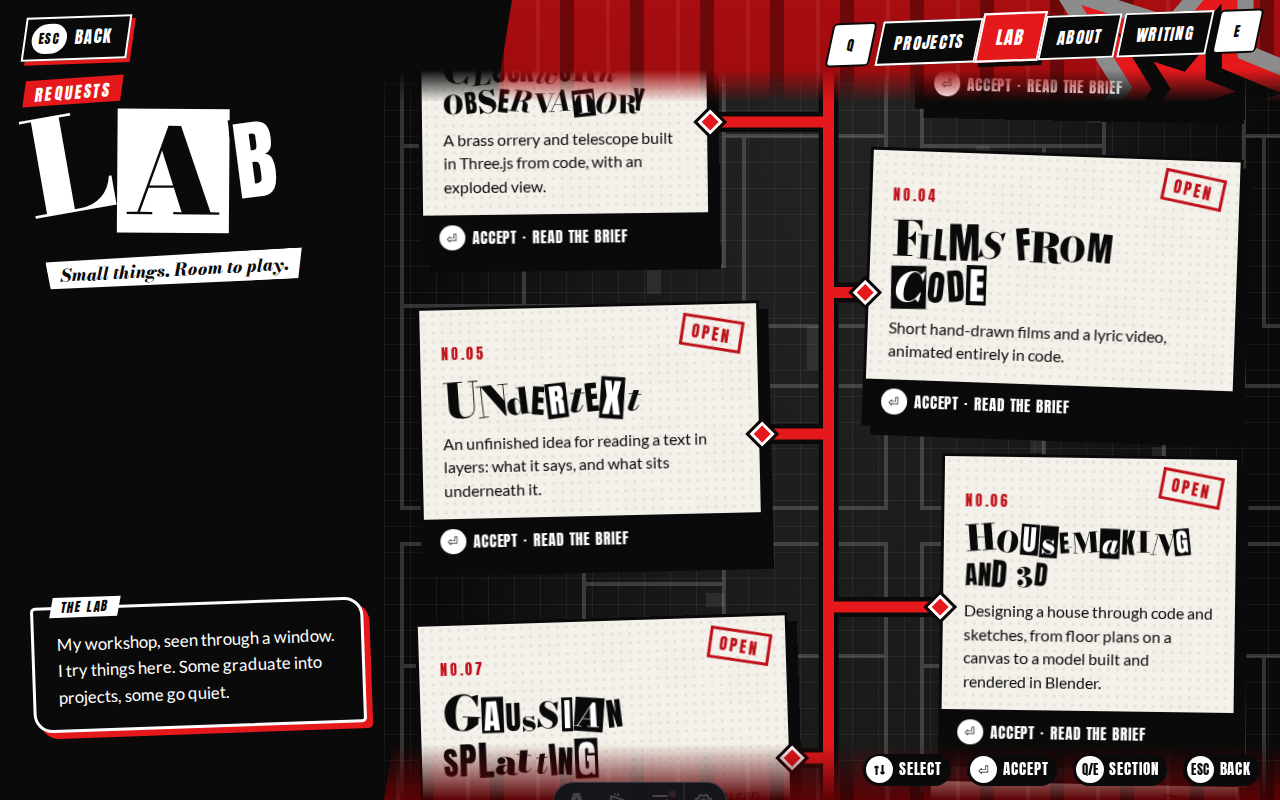 ESC BACK
Q PROJECTS LAB ABOUT WRITING E
REQUESTS
LAB
Small things. Room to play.
THE LAB
My workshop, seen through a window.
I try things here. Some graduate into
projects, some go quiet.
CLOCKWORK
OBSERVATORY
A brass orrery and telescope built
in Three.js from code, with an
exploded view.
ACCEPT · READ THE BRIEF
ACCEPT · READ THE BRIEF
OPEN
NO.04
FILMS FROM
CODE
Short hand-drawn films and a lyric video,
animated entirely in code.
ACCEPT · READ THE BRIEF
OPEN
NO.05
UNdERtEXt
An unfinished idea for reading a text in
layers: what it says, and what sits
underneath it.
ACCEPT · READ THE BRIEF
OPEN
NO.06
HoUsEMaKING
AND 3D
Designing a house through code and
sketches, from floor plans on a
canvas to a model built and
rendered in Blender.
ACCEPT · READ THE BRIEF
OPEN
NO.07
GAUsSIAN
SPLattING
SELECT ACCEPT Q/E SECTION ESC BACK